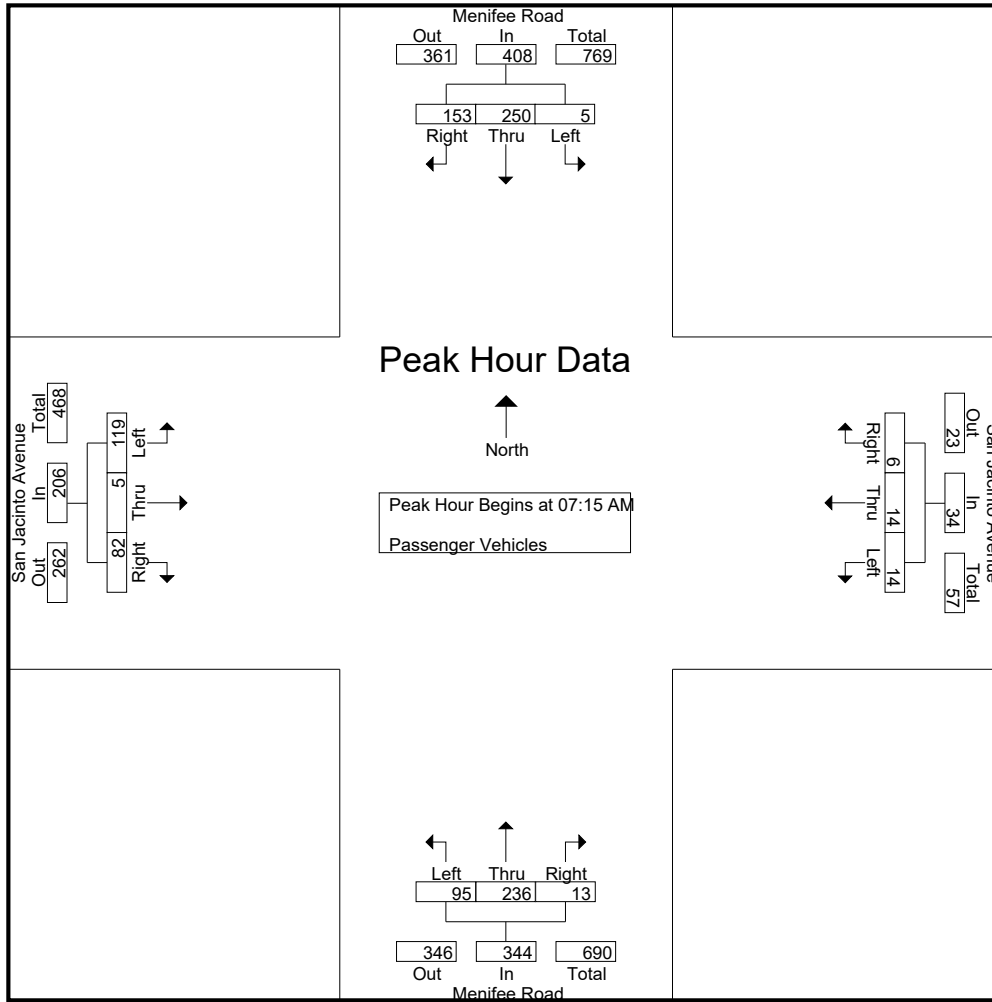 Menifee Road
Out In Total
361 408 769
153 250 5
Right Thru Left
Peak Hour Data
North
Peak Hour Begins at 07:15 AM
Passenger Vehicles
San Jacinto Avenue
Out In Total
262 206 468
119 5 82
Left Thru Right
San Jacinto Avenue
Out In Total
23 34 57
6 14 14
Right Thru Left
Left Thru Right
95 236 13
346 344 690
Out In Total
Menifee Road